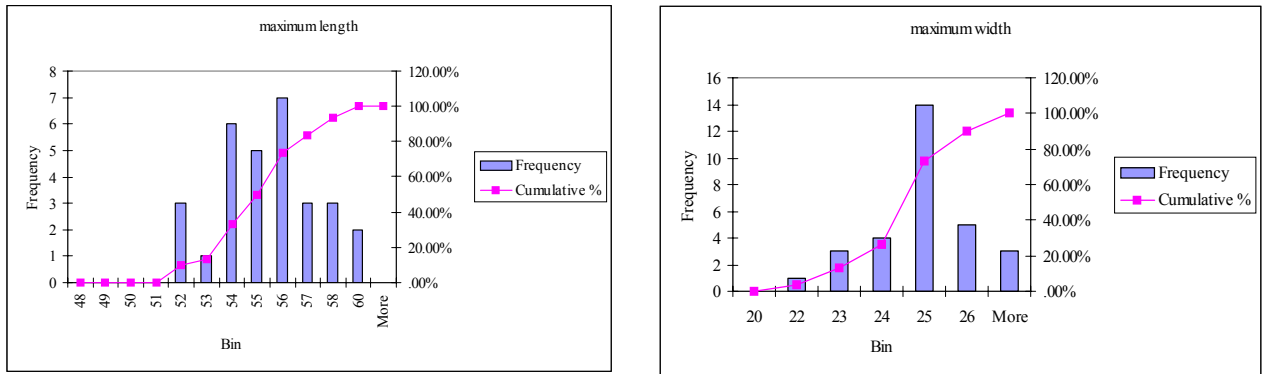 maximum length
8
7
6
5
4
3
2
1
0
120.00%
100.00%
80.00%
60.00%
40.00%
20.00%
.00%
Frequency
48 49 50 51 52 53 54 55 56 57 58 60 More
Bin
Frequency
Cumulative %
maximum width
16
14
12
10
8
6
4
2
0
120.00%
100.00%
80.00%
60.00%
40.00%
20.00%
.00%
Frequency
20 22 23 24 25 26 More
Bin
Frequency
Cumulative %